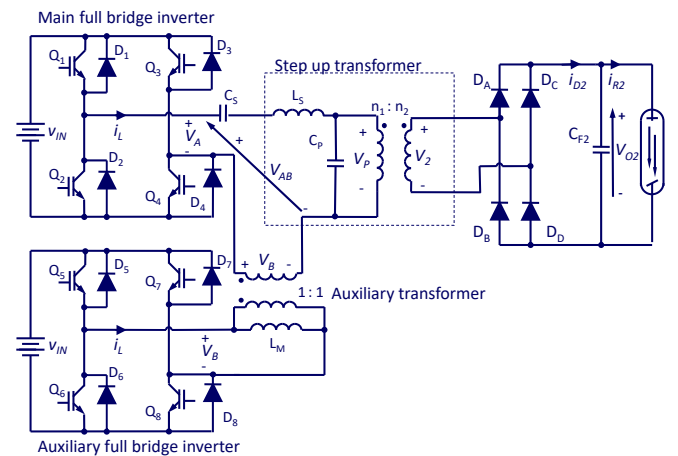 Main full bridge inverter
Q1 D1 Q3 D3
Step up transformer
CS LS n1 : n2
vIN iL + VA - + VAB - CP + VP - + V2 -
DA DC iD2 iR2
CF2 + VO2 -
Q2 D2 Q4 D4
DB DD
+ VB -
Q5 D5 Q7 D7
1 : 1 Auxiliary transformer
vIN iL + VB - LM
Q6 D6 Q8 D8
Auxiliary full bridge inverter